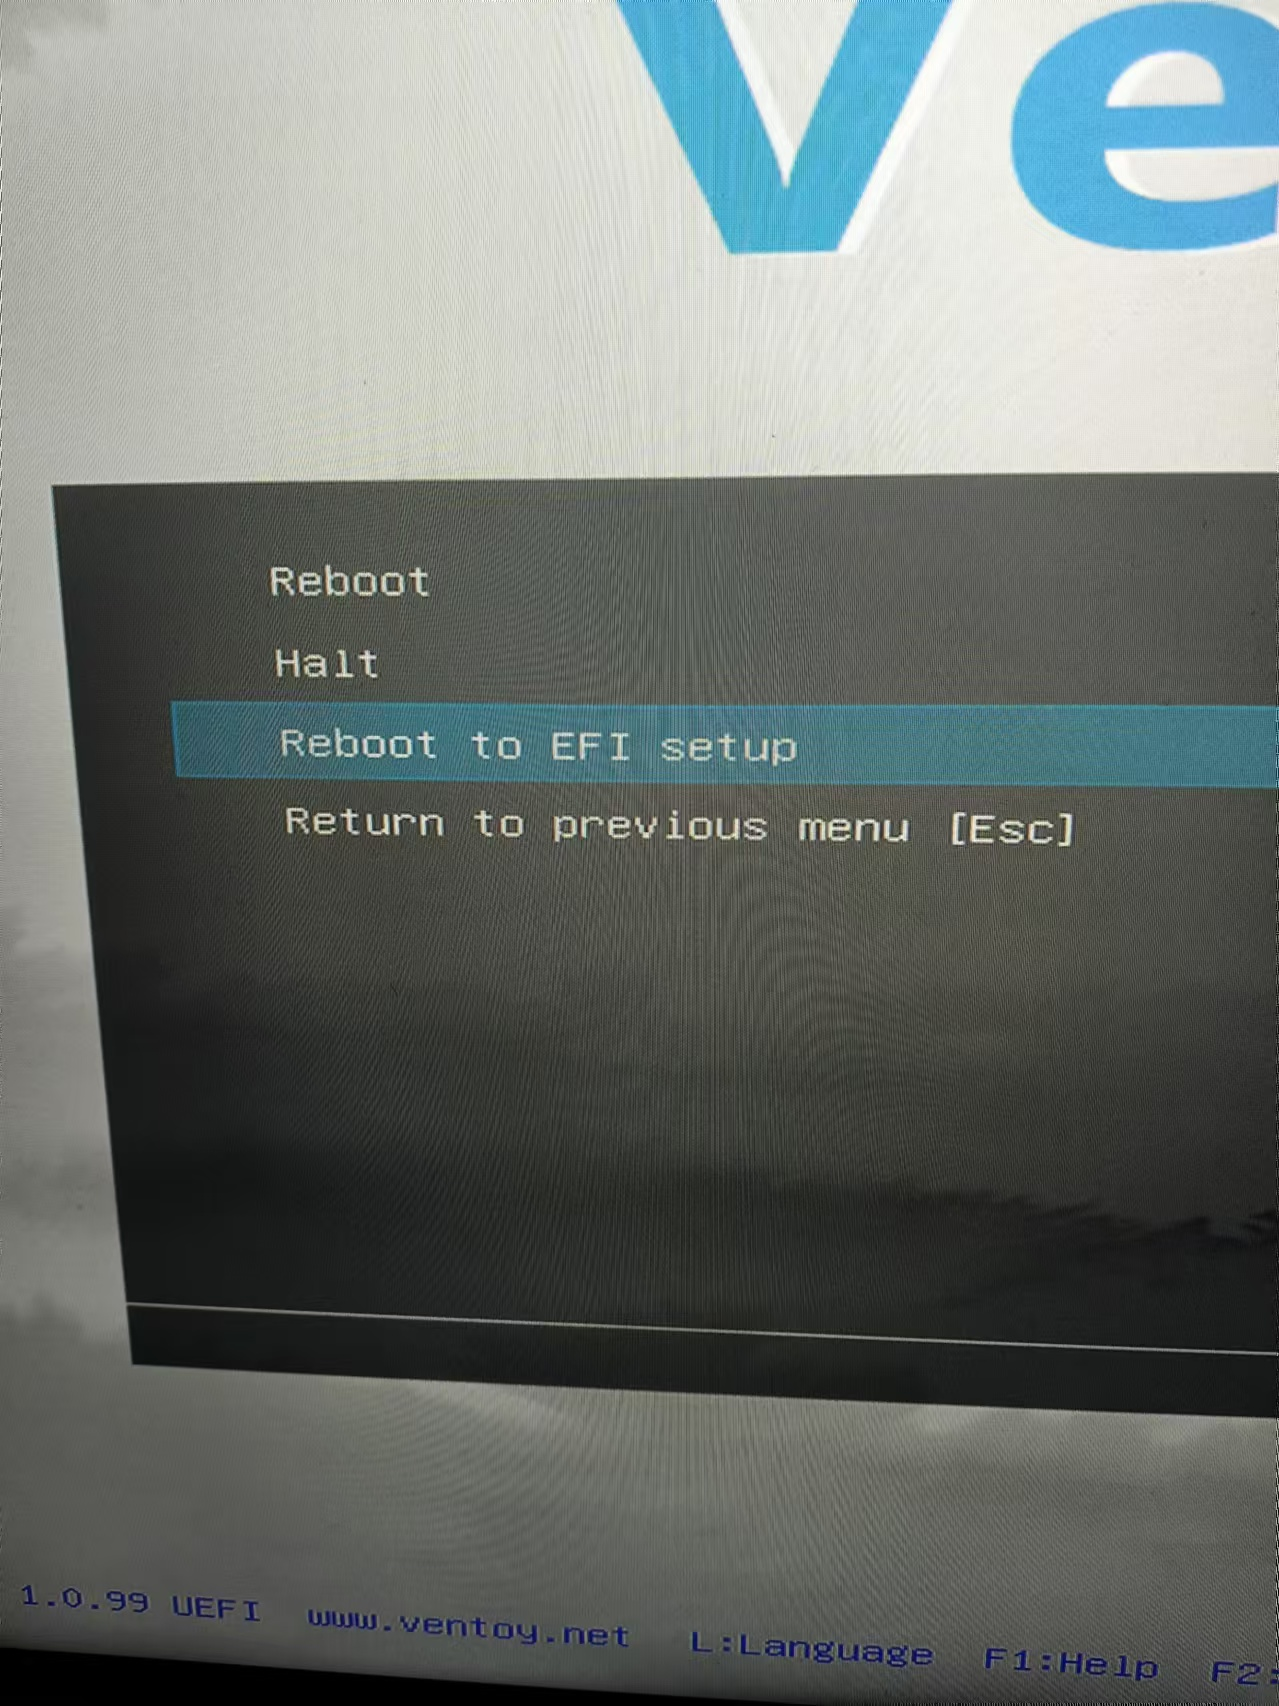 Ve
Reboot
Halt
Reboot to EFI setup
Return to previous menu [Esc]
1.0.99 UEFI www.ventoy.net L:Language F1:Help F2: